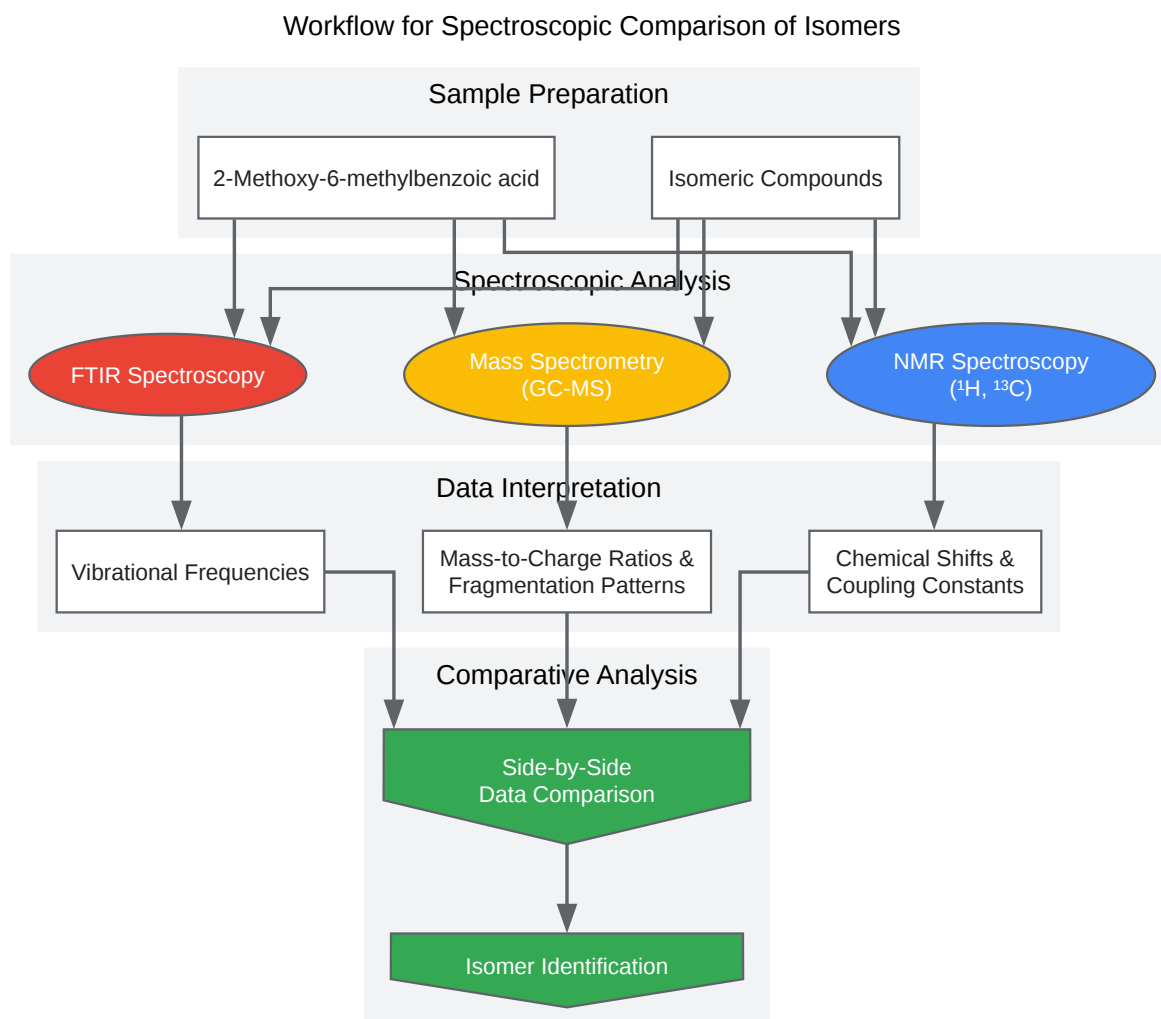 Workflow for Spectroscopic Comparison of Isomers
Sample Preparation
2-Methoxy-6-methylbenzoic acid
Isomeric Compounds
Spectroscopic Analysis
FTIR Spectroscopy
Mass Spectrometry
(GC-MS)
NMR Spectroscopy
(¹H, ¹³C)
Data Interpretation
Vibrational Frequencies
Mass-to-Charge Ratios &
Fragmentation Patterns
Chemical Shifts &
Coupling Constants
Comparative Analysis
Side-by-Side
Data Comparison
Isomer Identification